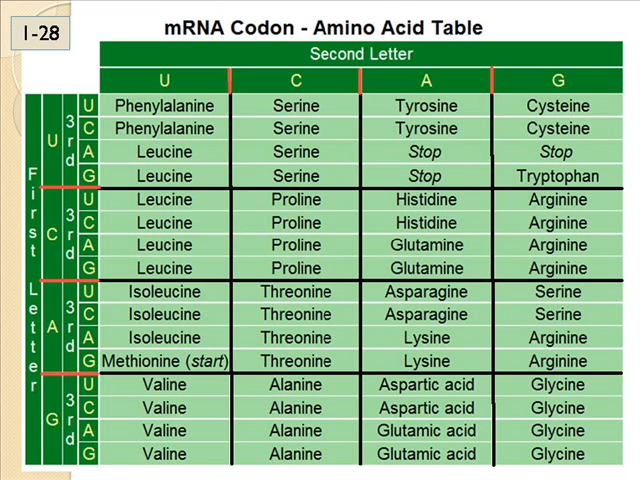 1-28
mRNA Codon - Amino Acid Table
Second Letter
U C A G
First Letter
U 3rd U Phenylalanine Serine Tyrosine Cysteine
C Phenylalanine Serine Tyrosine Cysteine
A Leucine Serine Stop Stop
G Leucine Serine Stop Tryptophan
C 3rd U Leucine Proline Histidine Arginine
C Leucine Proline Histidine Arginine
A Leucine Proline Glutamine Arginine
G Leucine Proline Glutamine Arginine
A 3rd U Isoleucine Threonine Asparagine Serine
C Isoleucine Threonine Asparagine Serine
A Isoleucine Threonine Lysine Arginine
G Methionine (start) Threonine Lysine Arginine
G 3rd U Valine Alanine Aspartic acid Glycine
C Valine Alanine Aspartic acid Glycine
A Valine Alanine Glutamic acid Glycine
G Valine Alanine Glutamic acid Glycine